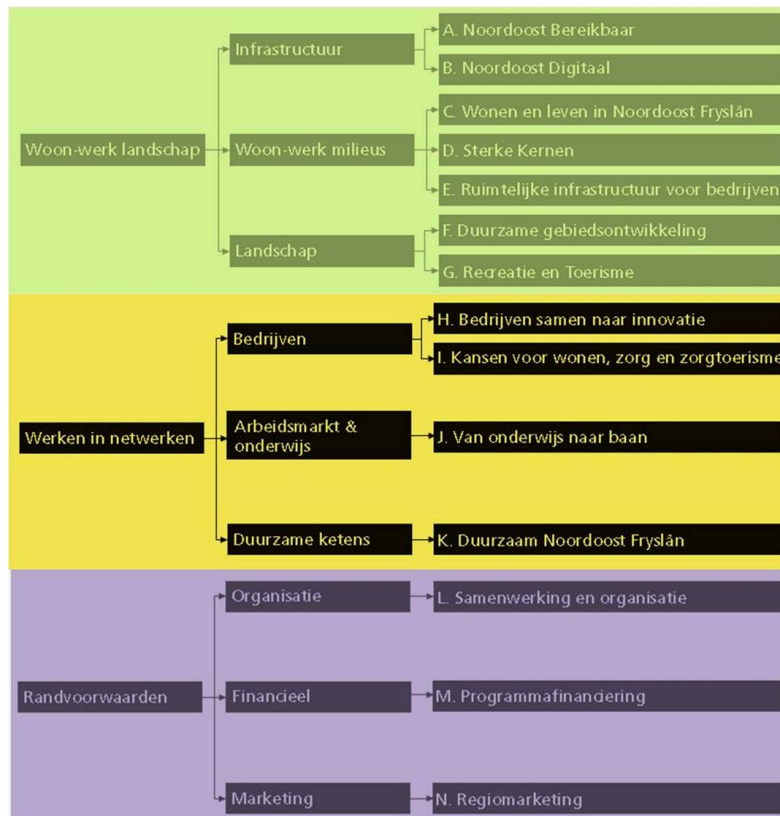 Infrastructuur
A. Noordoost Bereikbaar
B. Noordoost Digitaal
Woon-werk landschap
Woon-werk milieus
C. Wonen en leven in Noordoost Fryslân
D. Sterke Kernen
E. Ruimtelijke infrastructuur voor bedrijven
Landschap
F. Duurzame gebiedsontwikkeling
G. Recreatie en Toerisme
Werken in netwerken
Bedrijven
H. Bedrijven samen naar innovatie
I. Kansen voor wonen, zorg en zorgtoerisme
Arbeidsmarkt &
onderwijs
J. Van onderwijs naar baan
Duurzame ketens
K. Duurzaam Noordoost Fryslân
Randvoorwaarden
Organisatie
L. Samenwerking en organisatie
Financieel
M. Programmafinanciering
Marketing
N. Regiomarketing